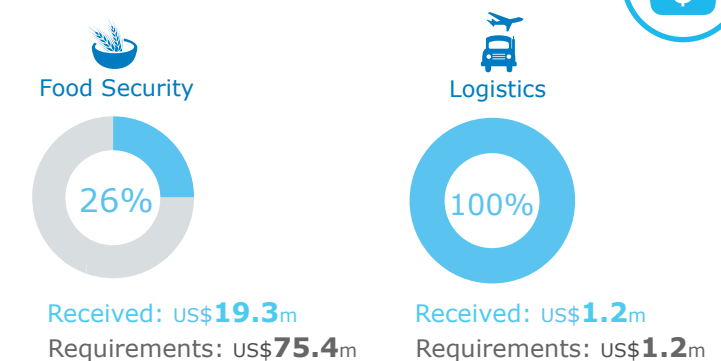 Food Security
Logistics
26%
100%
Received: US$19.3m
Received: US$1.2m
Requirements: US$75.4m
Requirements: US$1.2m